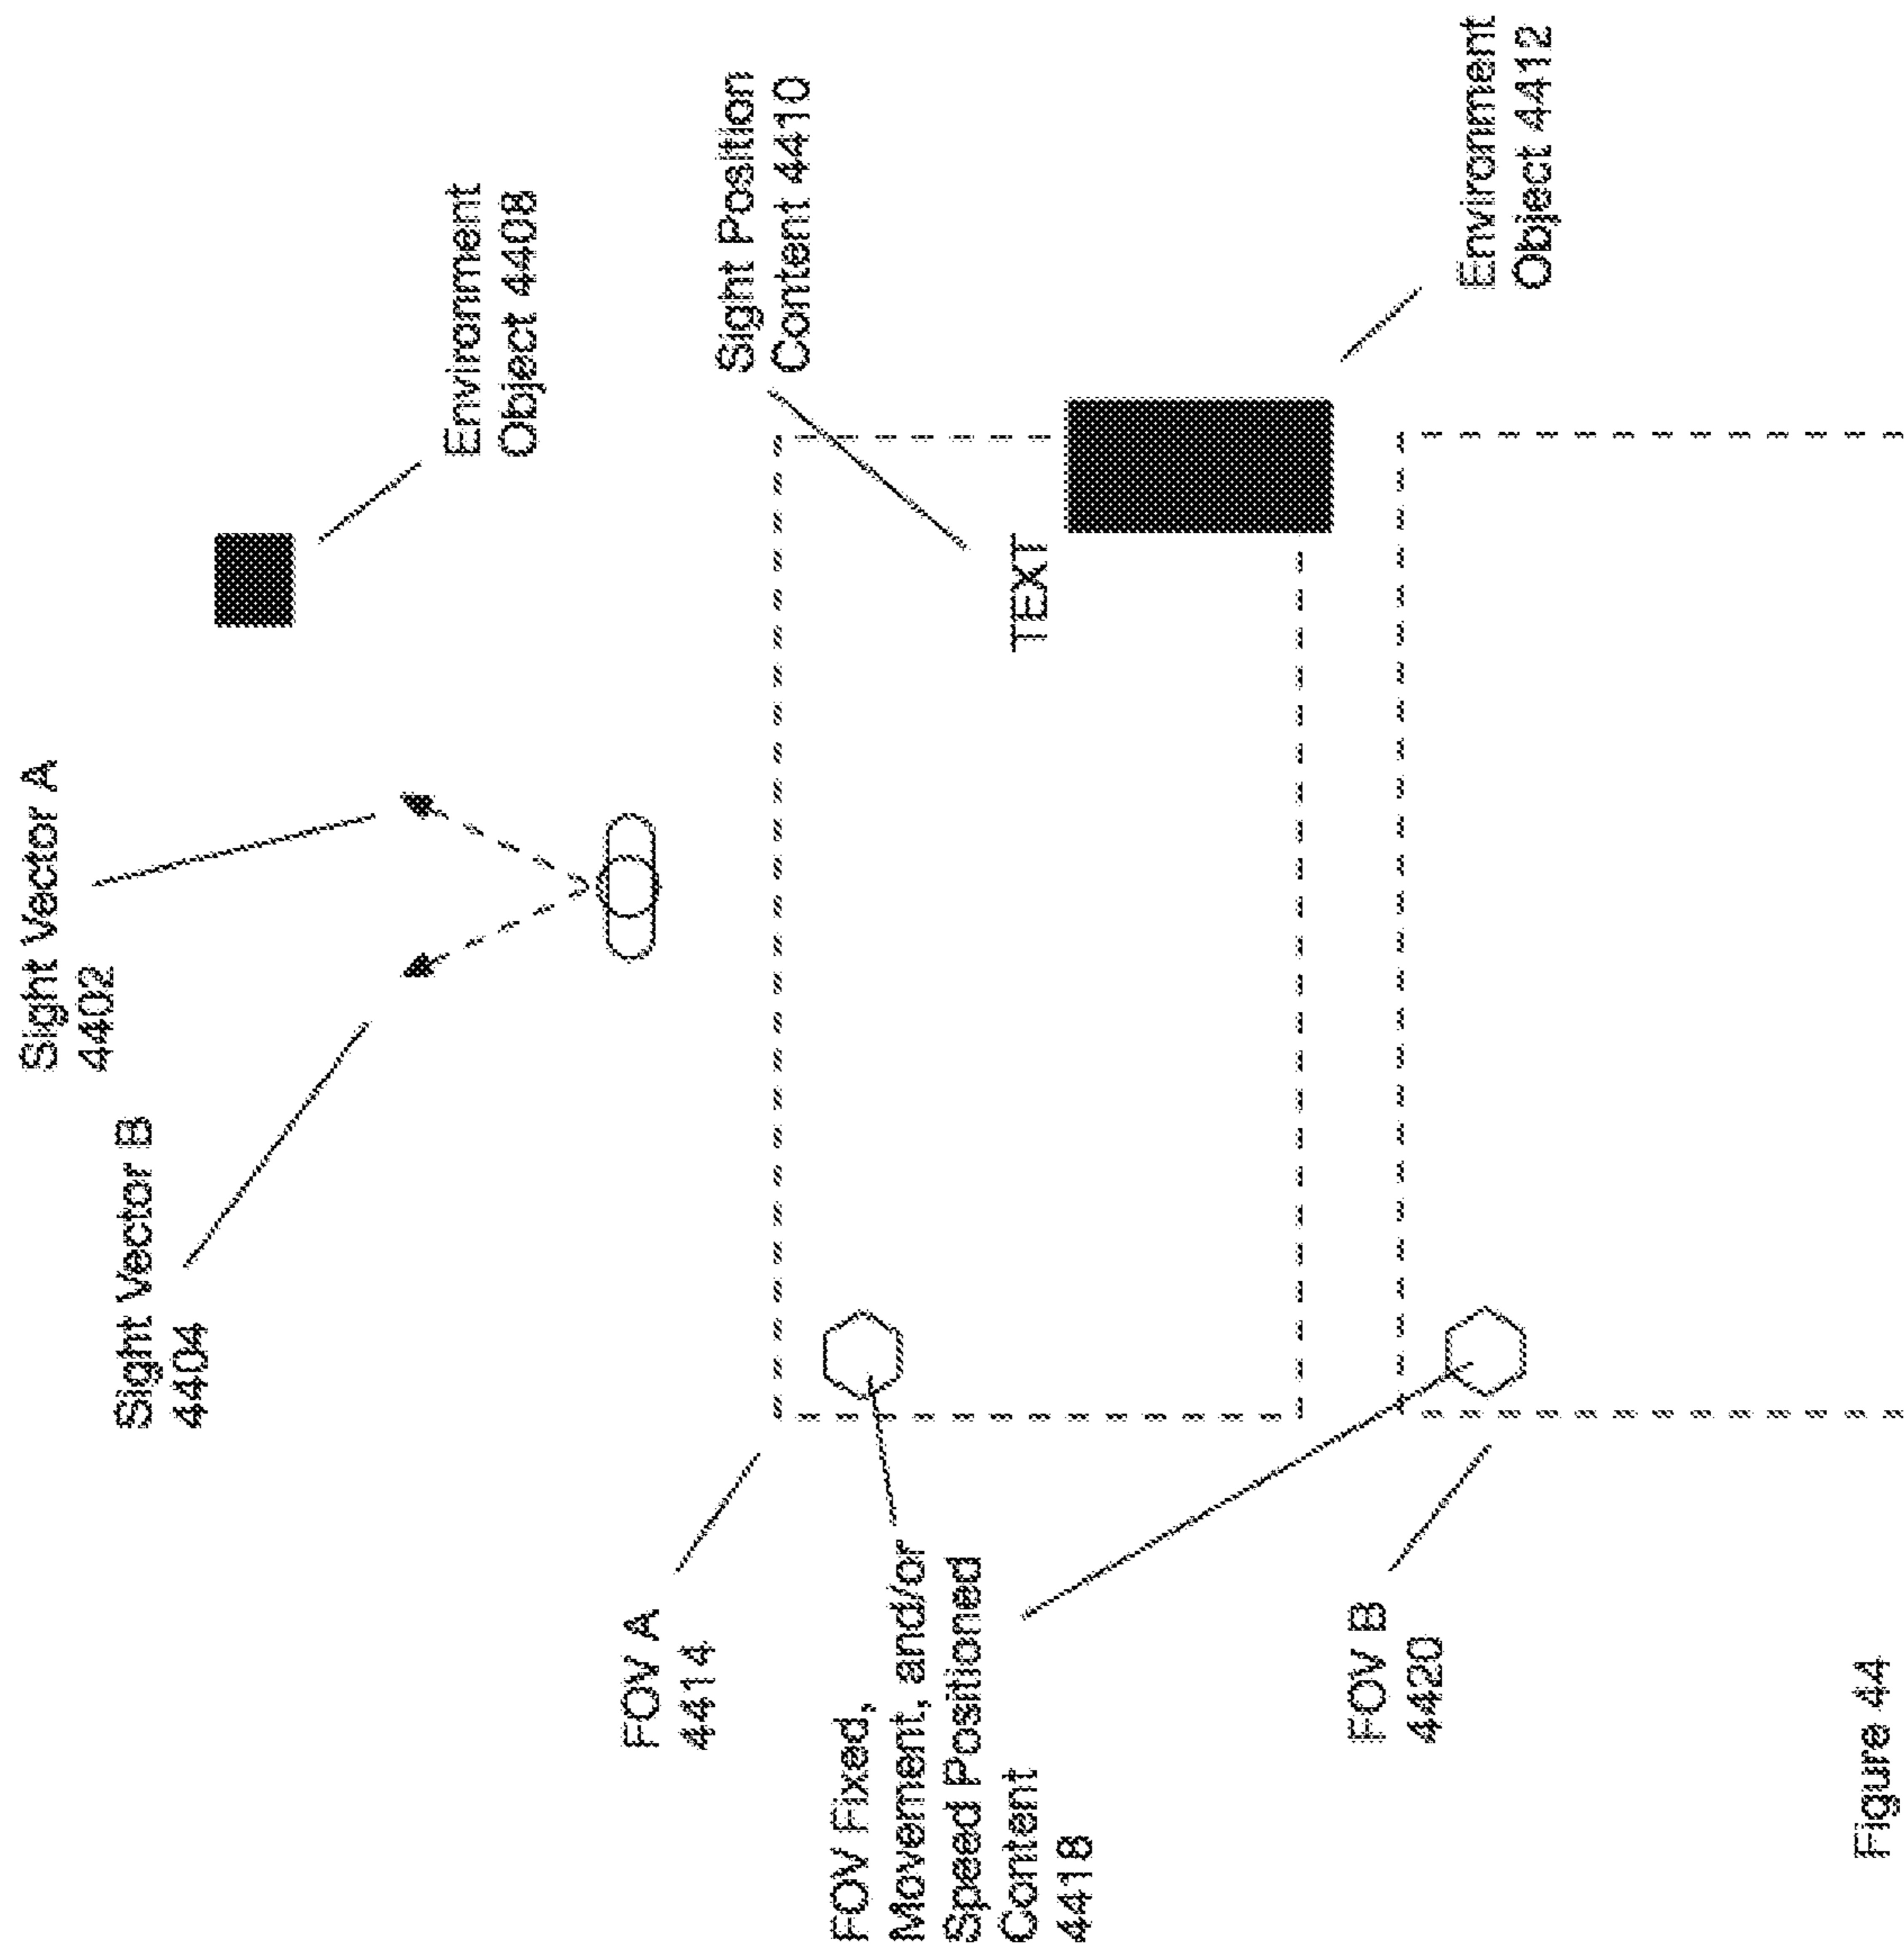 Sight Vector A
4402
Sight Vector B
4404
Environment
Object 4408
FOV A
4414
Sight Position
Content 4410
TEXT
FOV Fixed,
Movement, and/or
Speed Positioned
Content
4418
Environment
Object 4412
FOV B
4420
Figure 44